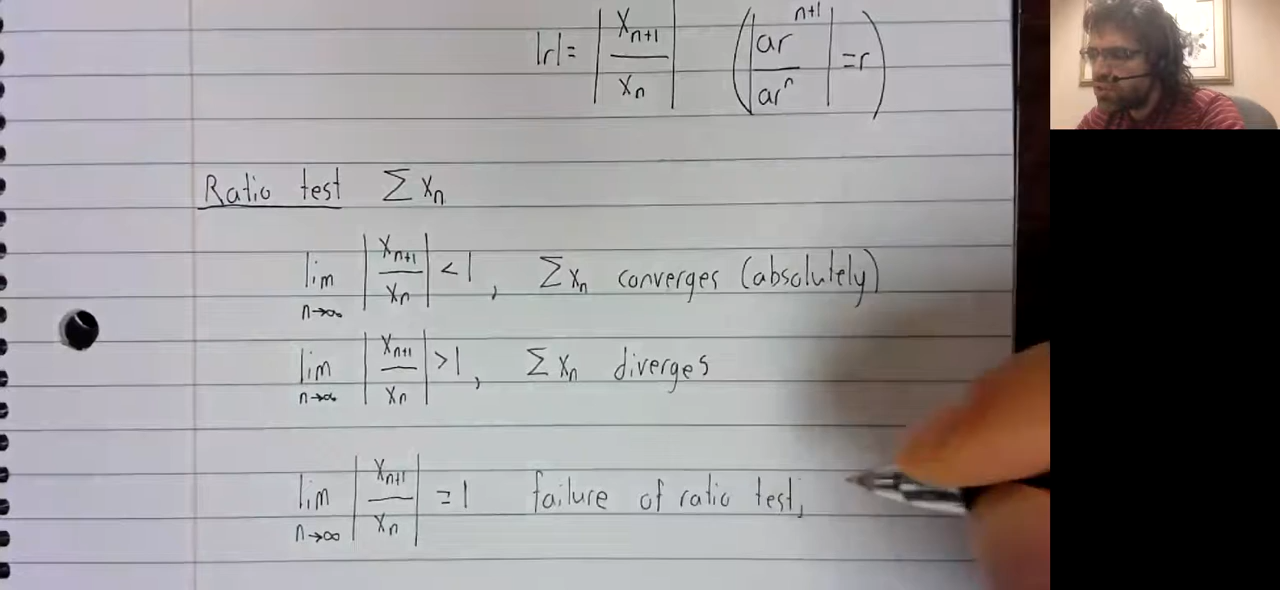 |r| = | x_{n+1} / x_n | ( | ar^{n+1} / ar^n | = r )
Ratio test Σ x_n
lim_{n→∞} | x_{n+1} / x_n | < 1 , Σ x_n converges (absolutely)
lim_{n→∞} | x_{n+1} / x_n | > 1 , Σ x_n diverges
lim_{n→∞} | x_{n+1} / x_n | = 1 failure of ratio test,